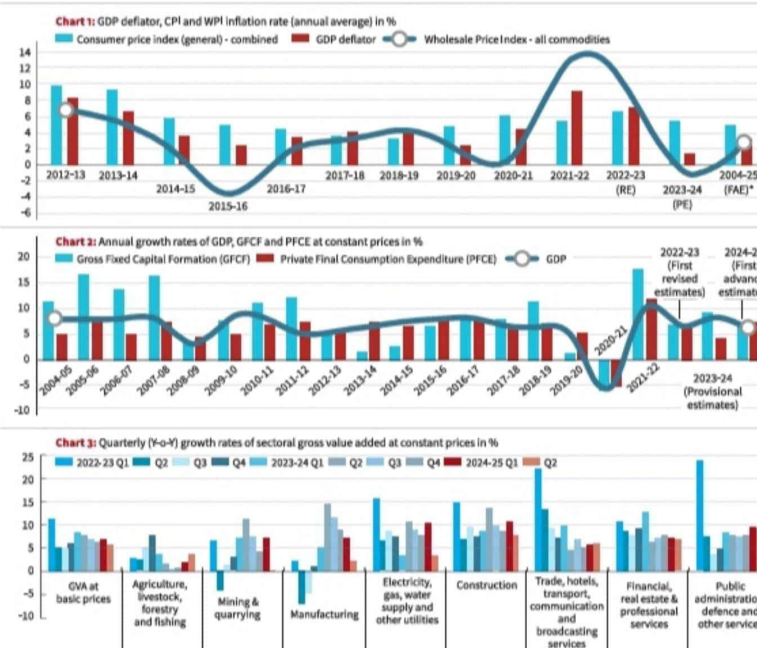 Chart 1: GDP deflator, CPI and WPI inflation rate (annual average) in %
Consumer price index (general) - combined GDP deflator Wholesale Price Index - all commodities
14
12
10
8
6
4
2
0
-2
-4
-6
2012-13 2013-14 2014-15 2015-16 2016-17 2017-18 2018-19 2019-20 2020-21 2021-22 2022-23 (RE) 2023-24 (PE) 2004-25 (FAE)*
Chart 2: Annual growth rates of GDP, GFCF and PFCE at constant prices in %
Gross Fixed Capital Formation (GFCF) Private Final Consumption Expenditure (PFCE) GDP
20
15
10
5
0
-5
-10
2004-05 2005-06 2006-07 2007-08 2008-09 2009-10 2010-11 2011-12 2012-13 2013-14 2014-15 2015-16 2016-17 2017-18 2018-19 2019-20 2020-21 2021-22
2022-23
(First
revised
estimates)
2023-24
(Provisional
estimates)
2024-2
(First
advanc
estimat
Chart 3: Quarterly (Y-o-Y) growth rates of sectoral gross value added at constant prices in %
2022-23 Q1 Q2 Q3 Q4 2023-24 Q1 Q2 Q3 Q4 2024-25 Q1 Q2
25
20
15
10
5
0
-5
-10
GVA at
basic prices
Agriculture,
livestock,
forestry
and fishing
Mining &
quarrying
Manufacturing
Electricity,
gas, water
supply and
other utilities
Construction
Trade, hotels,
transport,
communication
and
broadcasting
services
Financial,
real estate &
professional
services
Public
administratio
defence and
other service